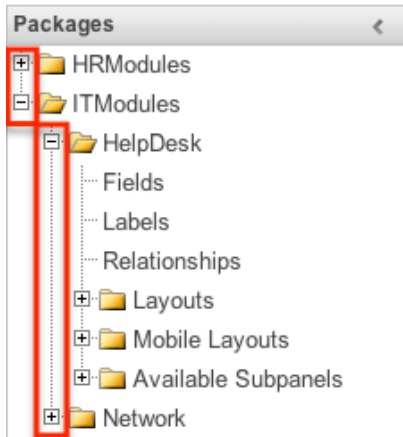 Packages
HRModules
ITModules
HelpDesk
Fields
Labels
Relationships
Layouts
Mobile Layouts
Available Subpanels
Network